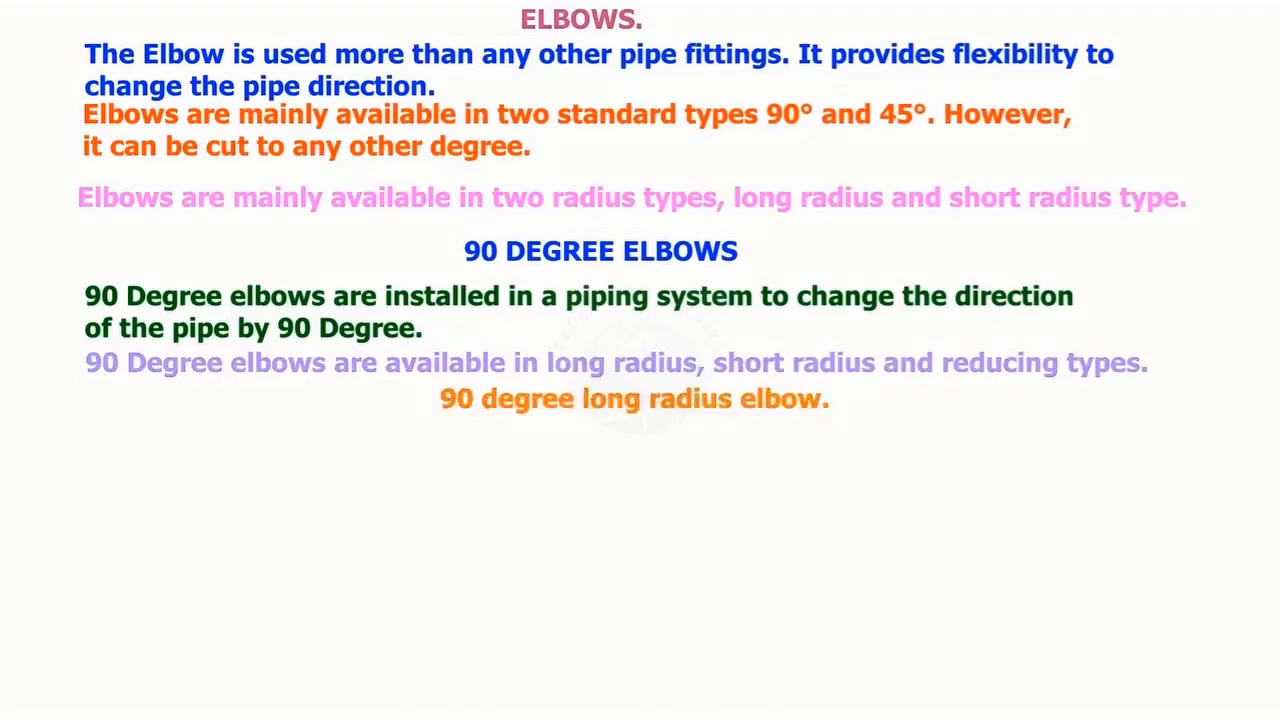 ELBOWS.
The Elbow is used more than any other pipe fittings. It provides flexibility to
change the pipe direction.
Elbows are mainly available in two standard types 90° and 45°. However,
it can be cut to any other degree.
Elbows are mainly available in two radius types, long radius and short radius type.
90 DEGREE ELBOWS
90 Degree elbows are installed in a piping system to change the direction
of the pipe by 90 Degree.
90 Degree elbows are available in long radius, short radius and reducing types.
90 degree long radius elbow.